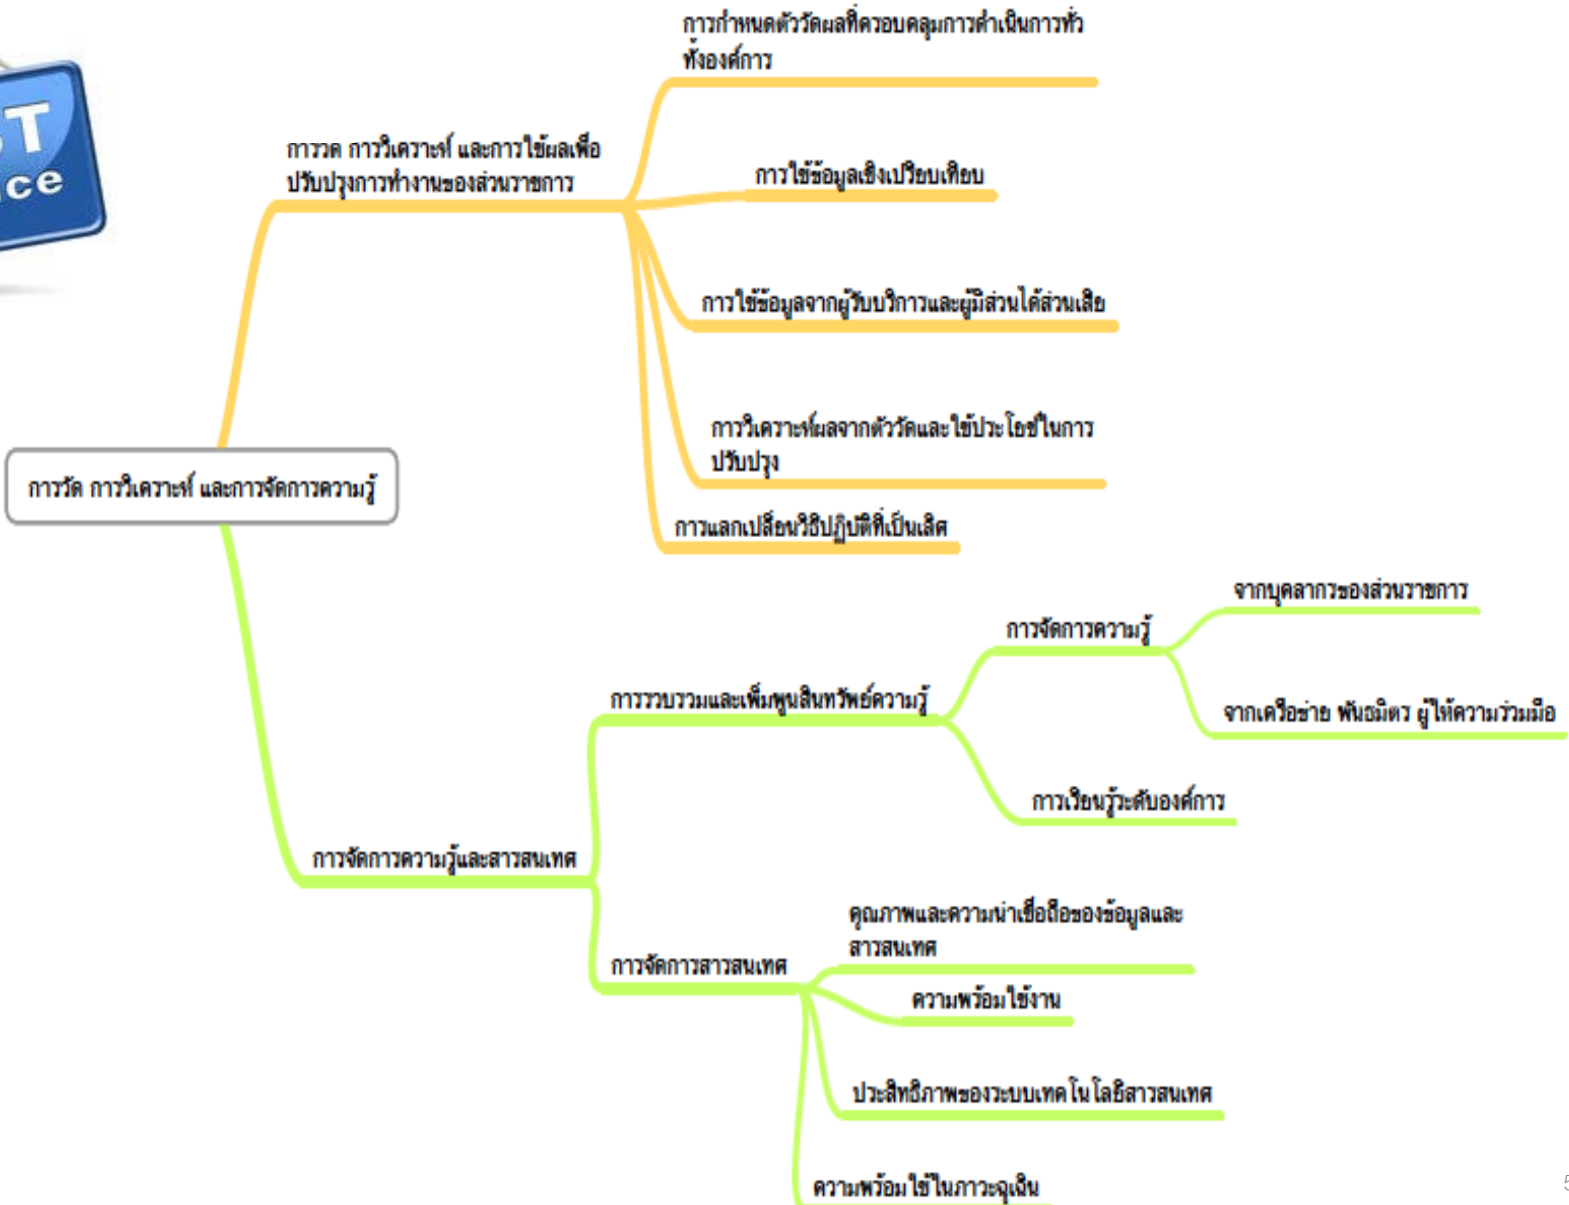 ST
ce
การกำหนดตัววัดผลที่ครอบคลุมการดำเนินการทั่ว
ทั้งองค์การ
การวด การวิเคราะห์ และการใช้ผลเพื่อ
ปรับปรุงการทำงานของส่วนราชการ
การใช้ข้อมูลเชิงเปรียบเทียบ
การใช้ข้อมูลจากผู้รับบริการและผู้มีส่วนได้ส่วนเสีย
การวิเคราะห์ผลจากตัววัดและใช้ประโยชน์ในการ
ปรับปรุง
การแลกเปลี่ยนวิธีปฏิบัติที่เป็นเลิศ
การวัด การวิเคราะห์ และการจัดการความรู้
จากบุคลากรของส่วนราชการ
การจัดการความรู้
การรวบรวมและเพิ่มพูนสินทรัพย์ความรู้
จากเครือข่าย พันธมิตร ผู้ให้ความร่วมมือ
การเรียนรู้ระดับองค์การ
การจัดการความรู้และสารสนเทศ
คุณภาพและความน่าเชื่อถือของข้อมูลและ
สารสนเทศ
การจัดการสารสนเทศ
ความพร้อมใช้งาน
ประสิทธิภาพของระบบเทคโนโลยีสารสนเทศ
ความพร้อมใช้ในภาวะฉุเฉิน
5